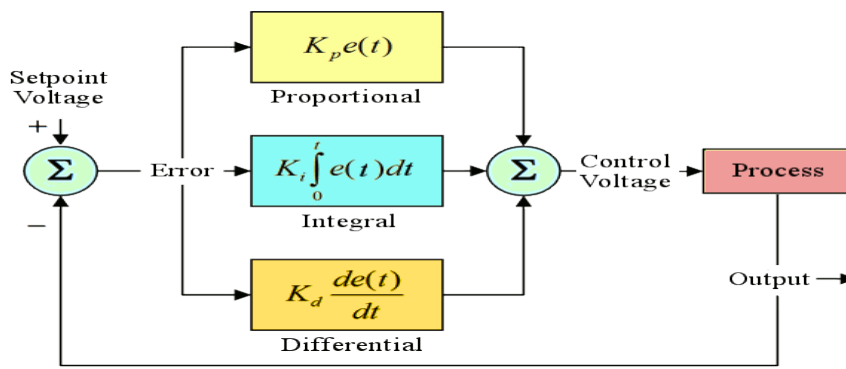 K_p e(t)
Proportional
Setpoint
Voltage
+
Σ
−
Error
K_i ∫_0^t e(t)dt
Integral
Σ
Control
Voltage
Process
K_d de(t)/dt
Differential
Output